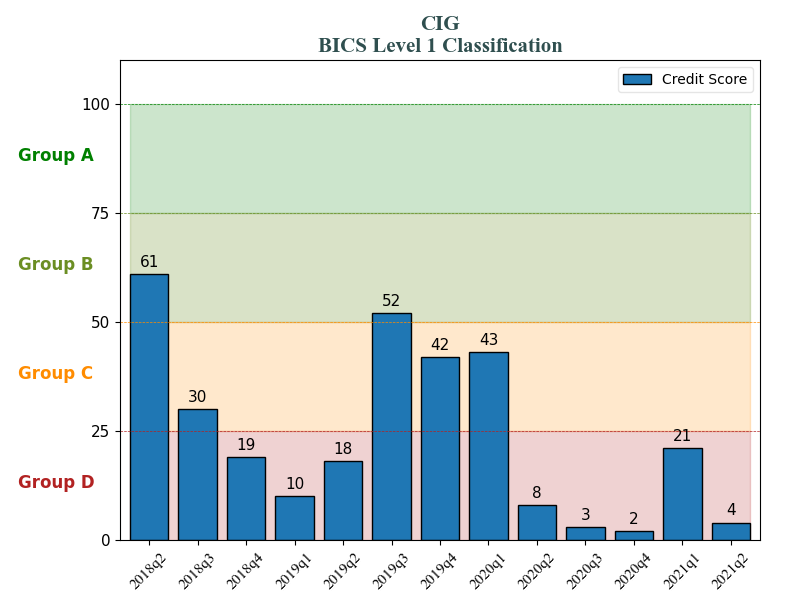 CIG
BICS Level 1 Classification
Credit Score
100
Group A
75
61
Group B
52
50
42
43
Group C
30
25
19
10
18
8
3
2
21
4
Group D
0
2018q2
2018q3
2018q4
2019q1
2019q2
2019q3
2019q4
2020q1
2020q2
2020q3
2020q4
2021q1
2021q2